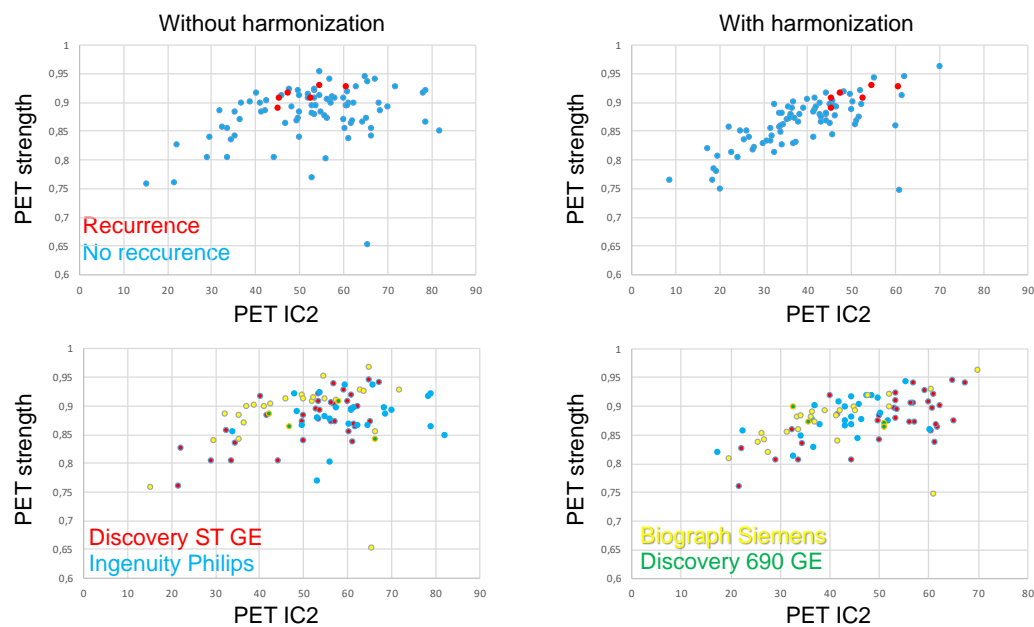 Without harmonization
With harmonization
1
0,95
0,9
0,85
0,8
0,75
0,7
0,65
0,6
PET strength
Recurrence
No reccurence
0 10 20 30 40 50 60 70 80 90
PET IC2
1
0,95
0,9
0,85
0,8
0,75
0,7
0,65
0,6
PET strength
0 10 20 30 40 50 60 70 80 90
PET IC2
1
0,95
0,9
0,85
0,8
0,75
0,7
0,65
0,6
PET strength
Discovery ST GE
Ingenuity Philips
0 10 20 30 40 50 60 70 80 90
PET IC2
1
0,95
0,9
0,85
0,8
0,75
0,7
0,65
0,6
PET strength
Biograph Siemens
Discovery 690 GE
0 10 20 30 40 50 60 70 80
PET IC2